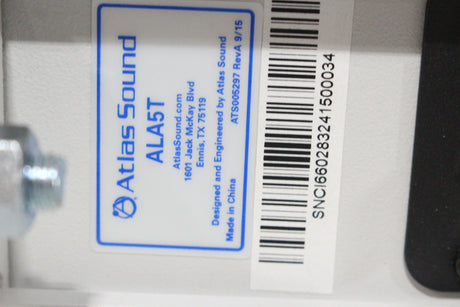 Atlas Sound
ALA5T
AtlasSound.com
1601 Jack McKay Blvd
Ennis, TX 75119
Designed and Engineered by Atlas Sound
Made in China
ATS005297 RevA 9/15
SNCI660283241500034